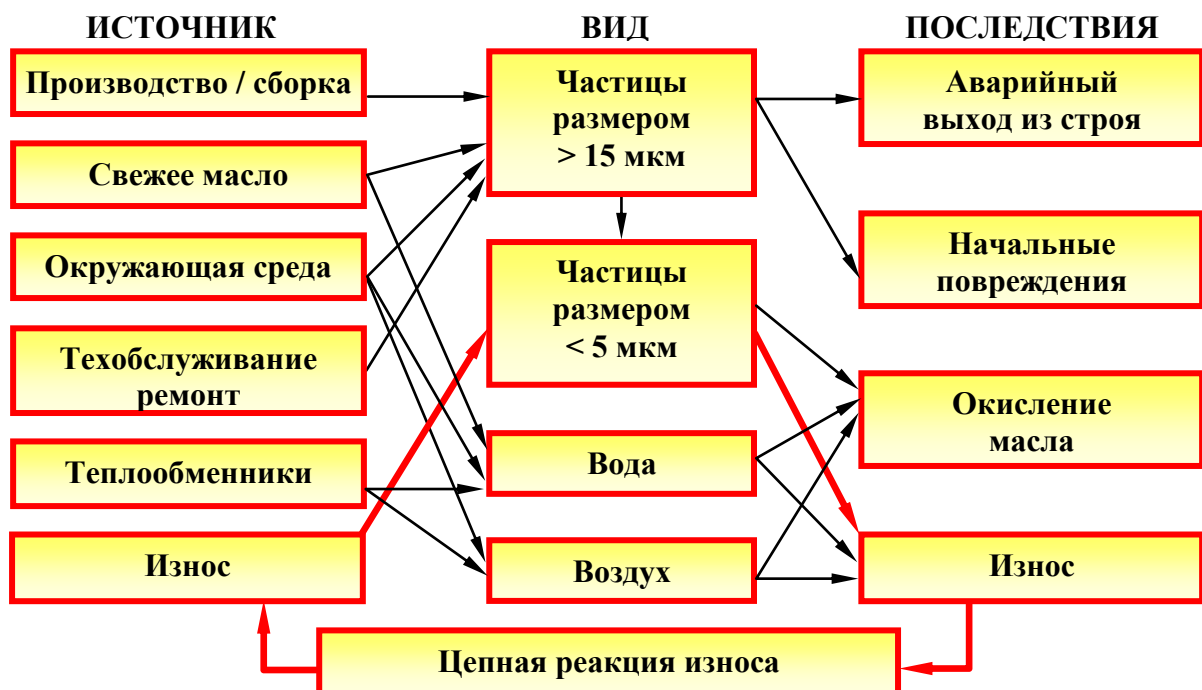 ИСТОЧНИК
Производство / сборка
Свежее масло
Окружающая среда
Техобслуживание
ремонт
Теплообменники
Износ
ВИД
Частицы
размером
> 15 мкм
Частицы
размером
< 5 мкм
Вода
Воздух
ПОСЛЕДСТВИЯ
Аварийный
выход из строя
Начальные
повреждения
Окисление
масла
Износ
Цепная реакция износа